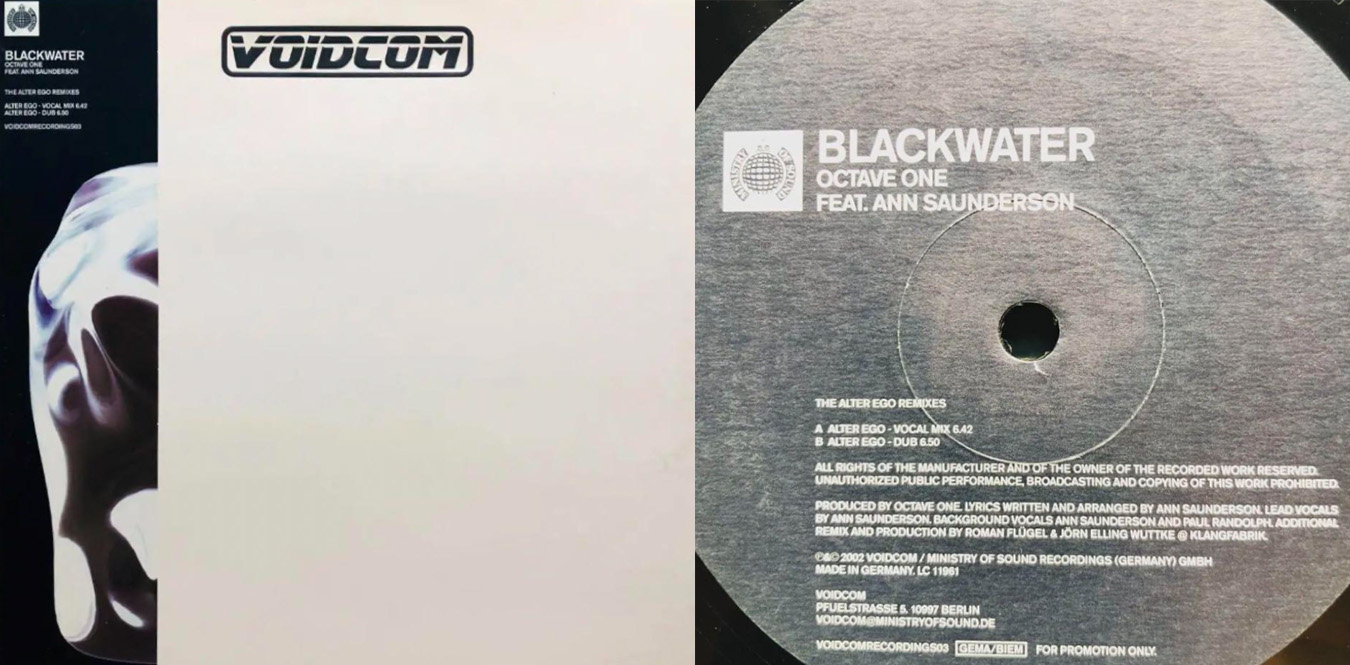 BLACKWATER
OCTAVE ONE
FEAT. ANN SAUNDERSON
THE ALTER EGO REMIXES
ALTER EGO - VOCAL MIX 6.42
ALTER EGO - DUB 6.50
VOIDCOMRECORDINGS03
VOIDCOM
MINISTRY OF SOUND
BLACKWATER
OCTAVE ONE
FEAT. ANN SAUNDERSON
THE ALTER EGO REMIXES
A ALTER EGO - VOCAL MIX 6.42
B ALTER EGO - DUB 6.50
ALL RIGHTS OF THE MANUFACTURER AND OF THE OWNER OF THE RECORDED WORK RESERVED.
UNAUTHORIZED PUBLIC PERFORMANCE, BROADCASTING AND COPYING OF THIS WORK PROHIBITED.
PRODUCED BY OCTAVE ONE. LYRICS WRITTEN AND ARRANGED BY ANN SAUNDERSON. LEAD VOCALS
BY ANN SAUNDERSON. BACKGROUND VOCALS ANN SAUNDERSON AND PAUL RANDOLPH. ADDITIONAL
REMIX AND PRODUCTION BY ROMAN FLÜGEL & JÖRN ELLING WUTTKE @ KLANGFABRIK.
℗&© 2002 VOIDCOM / MINISTRY OF SOUND RECORDINGS (GERMANY) GMBH
MADE IN GERMANY. LC 11961
VOIDCOM
PFUELSTRASSE 5. 10997 BERLIN
VOIDCOM@MINISTRYOFSOUND.DE
VOIDCOMRECORDINGS03 GEMA/BIEM FOR PROMOTION ONLY.